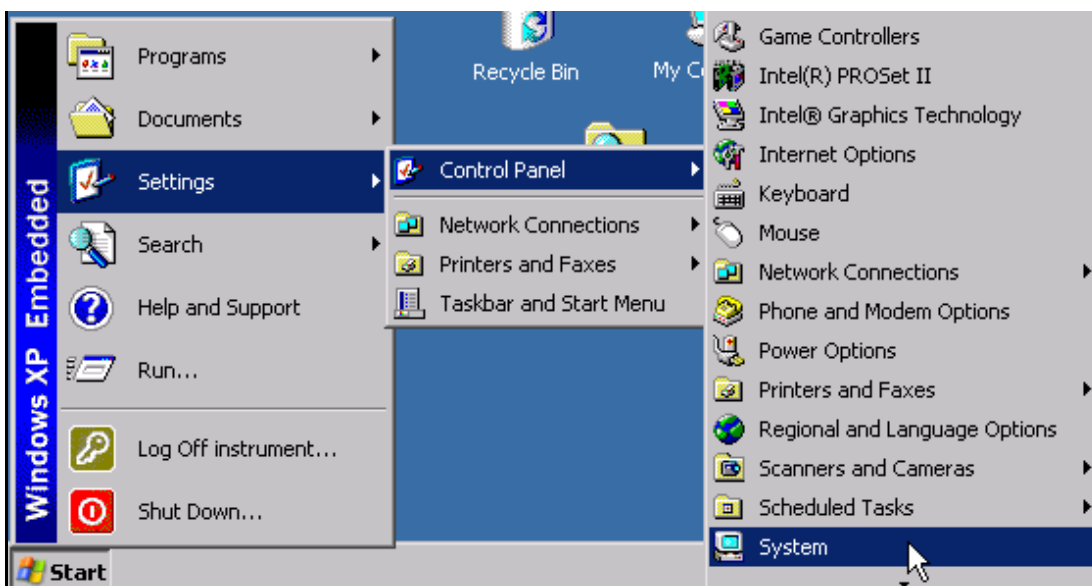 Windows XP Embedded
Programs
Documents
Settings
Search
Help and Support
Run...
Log Off instrument...
Shut Down...
Start
Recycle Bin
My C
Control Panel
Network Connections
Printers and Faxes
Taskbar and Start Menu
Game Controllers
Intel(R) PROSet II
Intel® Graphics Technology
Internet Options
Keyboard
Mouse
Network Connections
Phone and Modem Options
Power Options
Printers and Faxes
Regional and Language Options
Scanners and Cameras
Scheduled Tasks
System